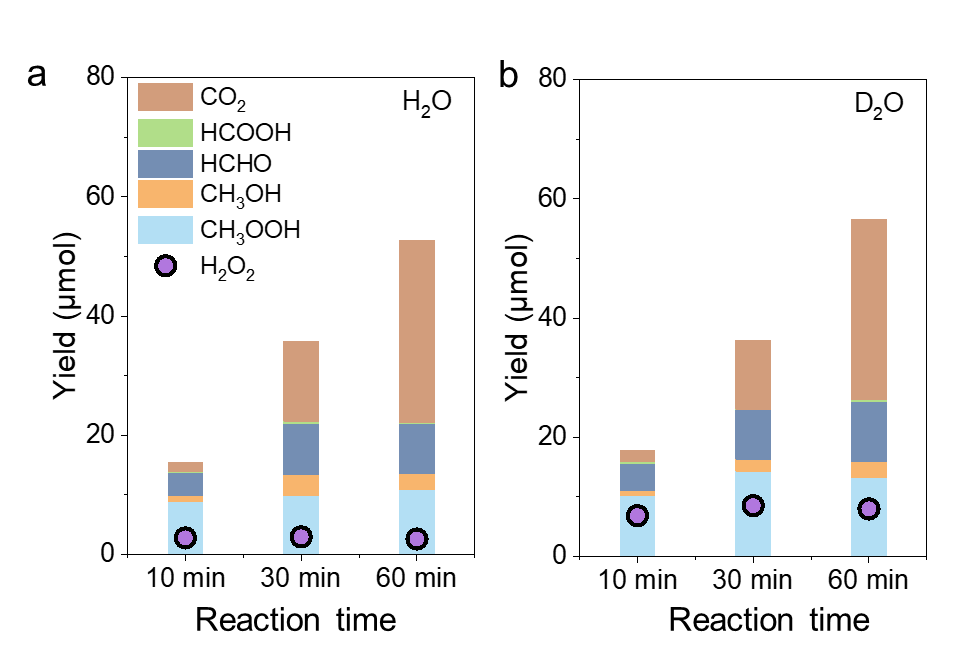 a
80
60
40
20
0
Yield (μmol)
CO₂
HCOOH
HCHO
CH₃OH
CH₃OOH
H₂O₂
H₂O
10 min 30 min 60 min
Reaction time
b
80
60
40
20
0
Yield (μmol)
D₂O
10 min 30 min 60 min
Reaction time